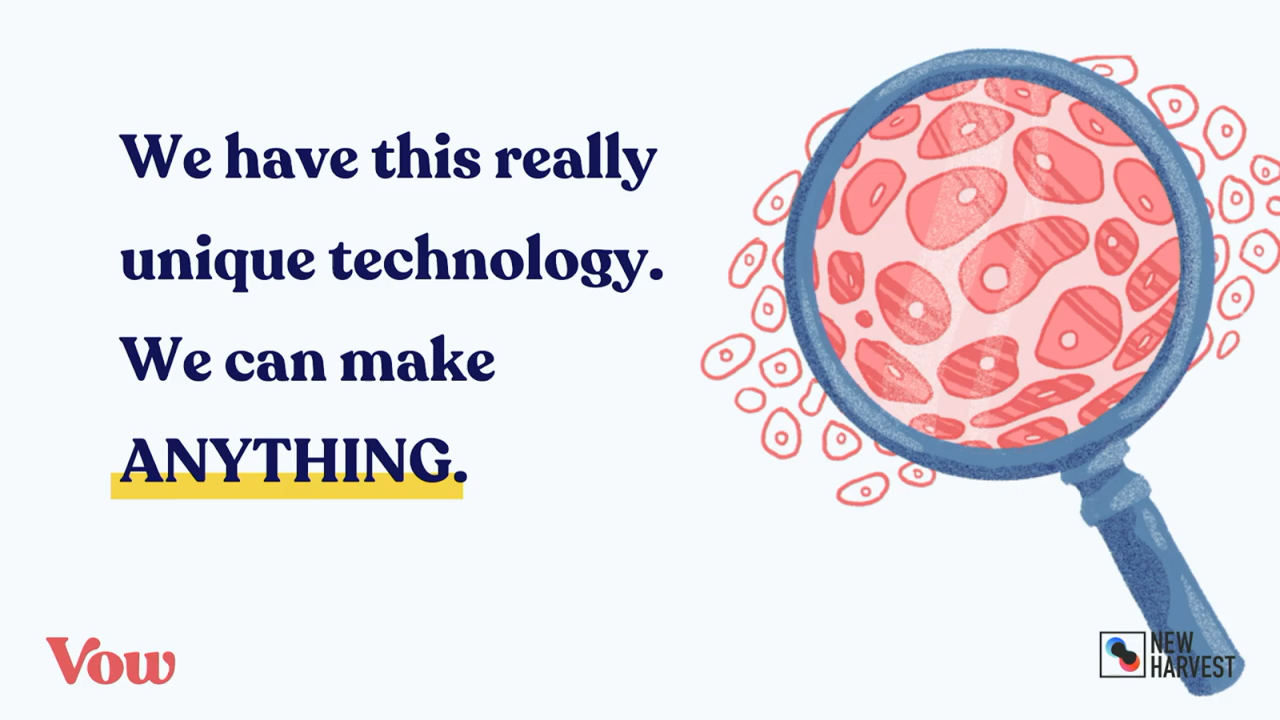 We have this really
unique technology.
We can make
ANYTHING.
Vow
NEW
HARVEST